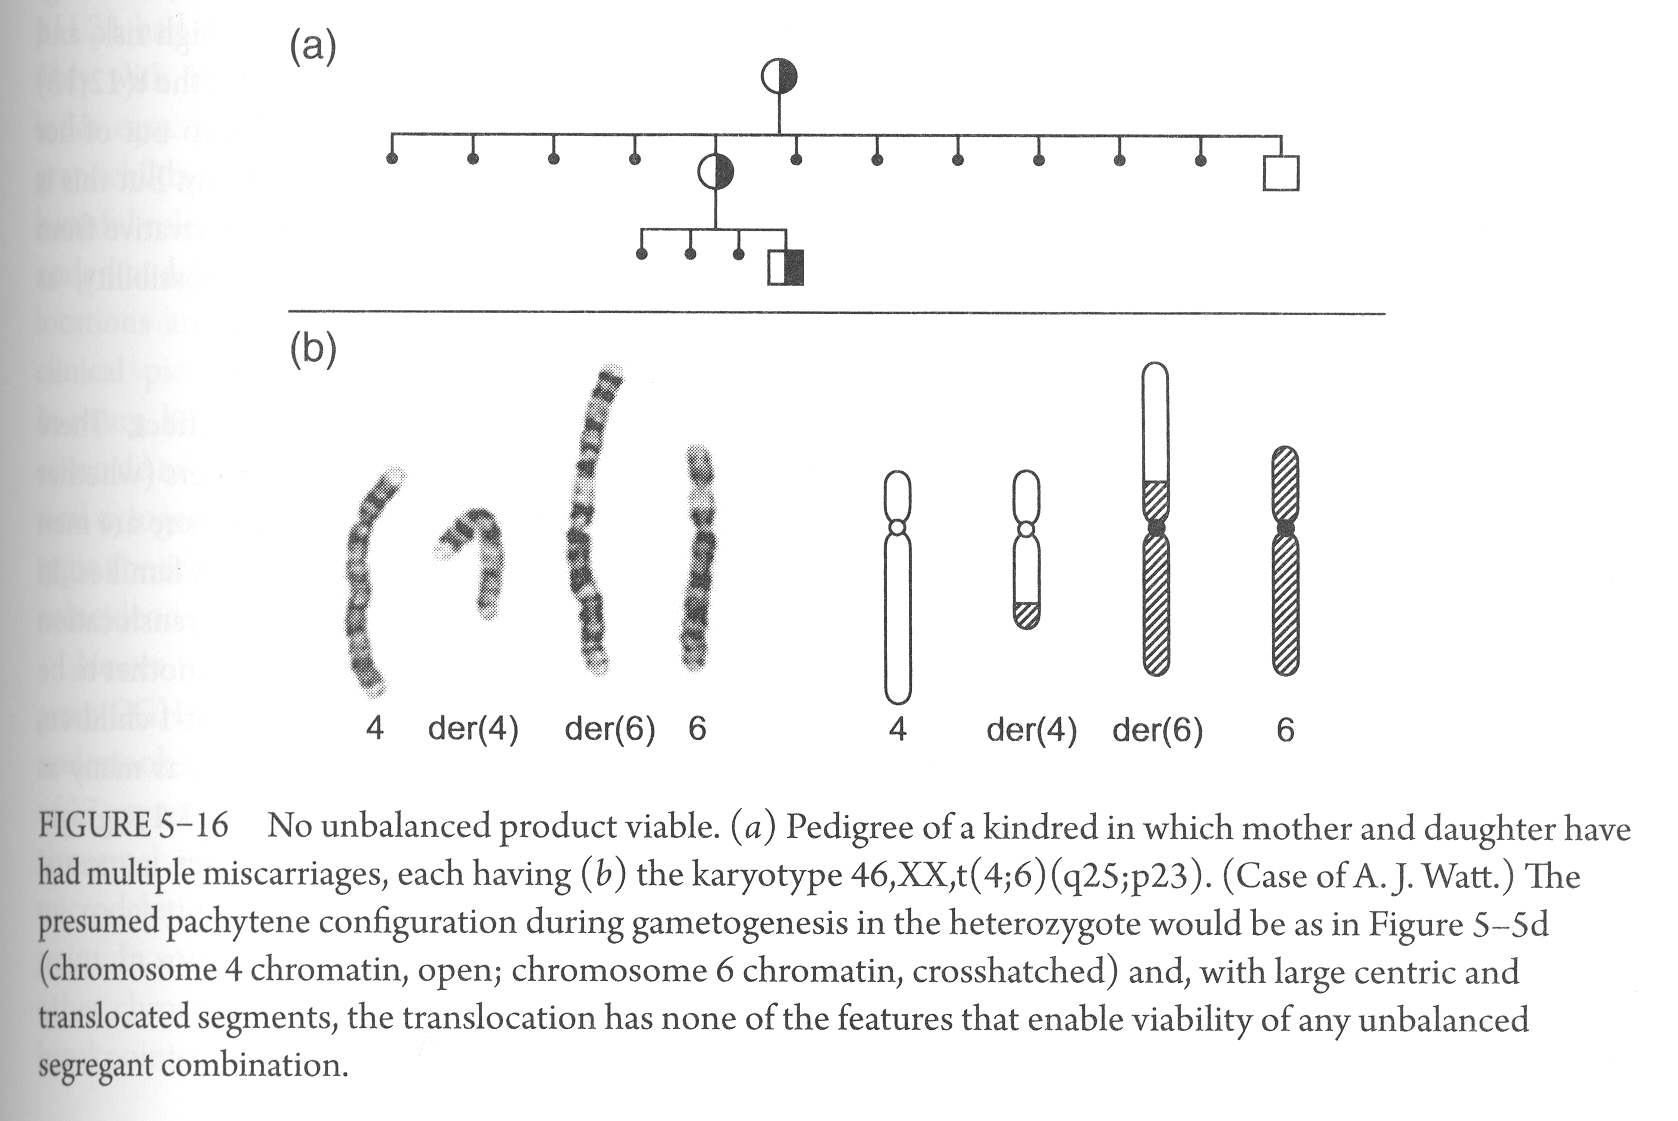 (a)
(b)
4 der(4) der(6) 6 4 der(4) der(6) 6
FIGURE 5–16 No unbalanced product viable. (a) Pedigree of a kindred in which mother and daughter have
had multiple miscarriages, each having (b) the karyotype 46,XX,t(4;6)(q25;p23). (Case of A. J. Watt.) The
presumed pachytene configuration during gametogenesis in the heterozygote would be as in Figure 5–5d
(chromosome 4 chromatin, open; chromosome 6 chromatin, crosshatched) and, with large centric and
translocated segments, the translocation has none of the features that enable viability of any unbalanced
segregant combination.